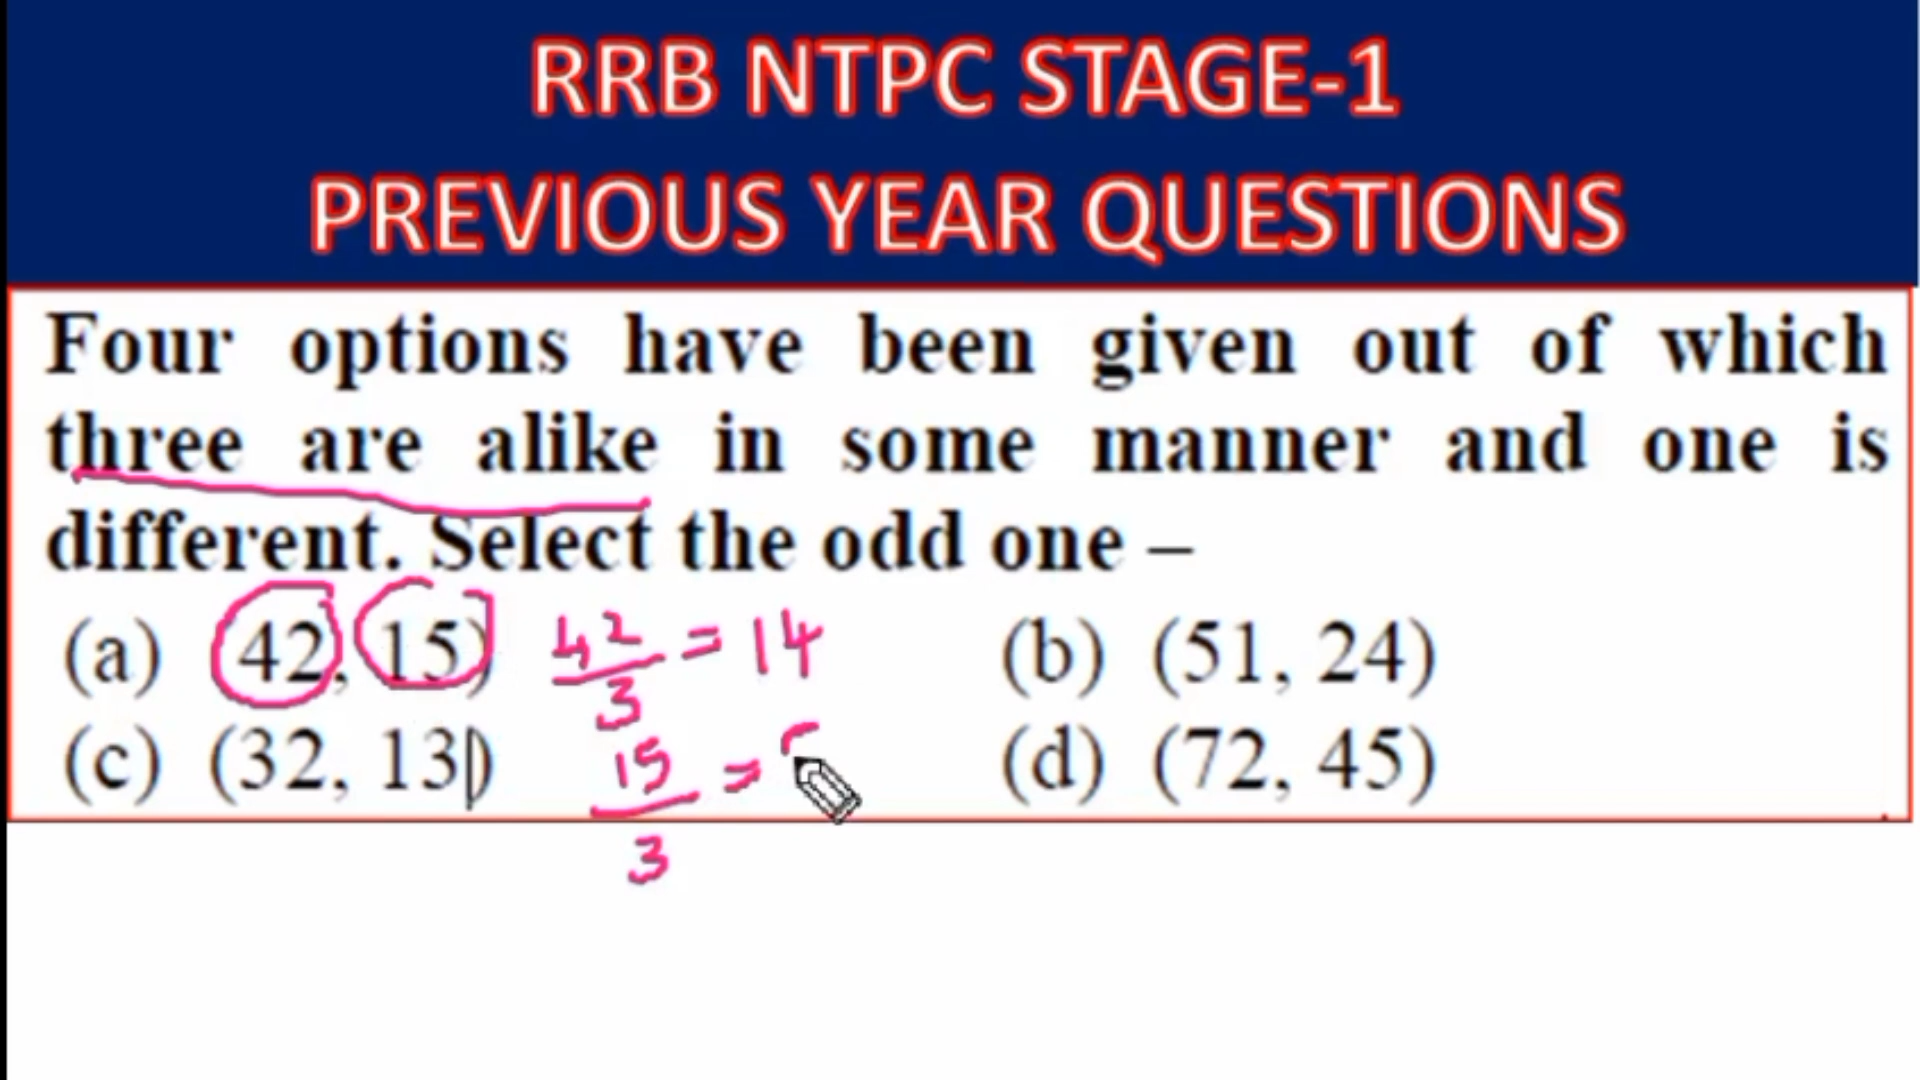 RRB NTPC STAGE-1
PREVIOUS YEAR QUESTIONS
Four options have been given out of which
three are alike in some manner and one is
different. Select the odd one –
(a) (42, 15) 42/3 = 14 (b) (51, 24)
(c) (32, 13) 15/3 = (d) (72, 45)